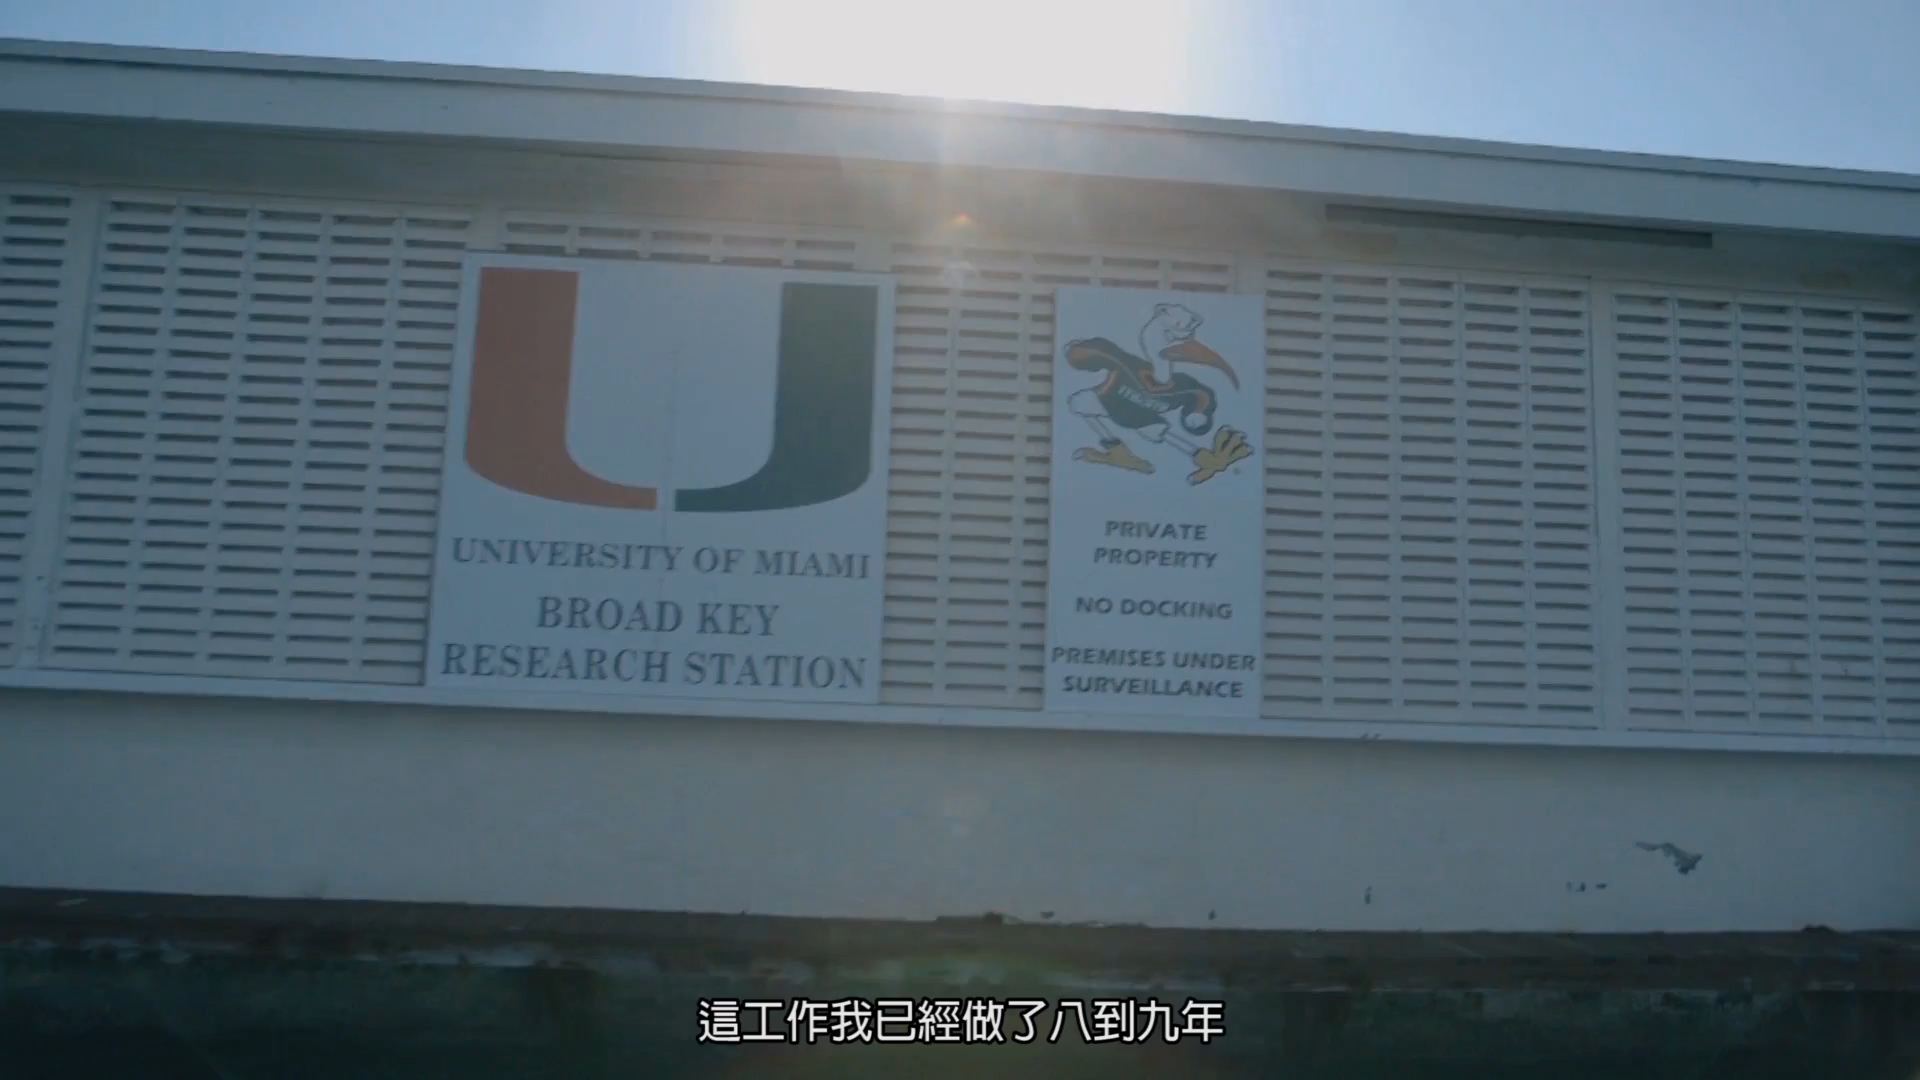 UNIVERSITY OF MIAMI
BROAD KEY
RESEARCH STATION
MIAMI
PRIVATE
PROPERTY
NO DOCKING
PREMISES UNDER
SURVEILLANCE
這工作我已經做了八到九年